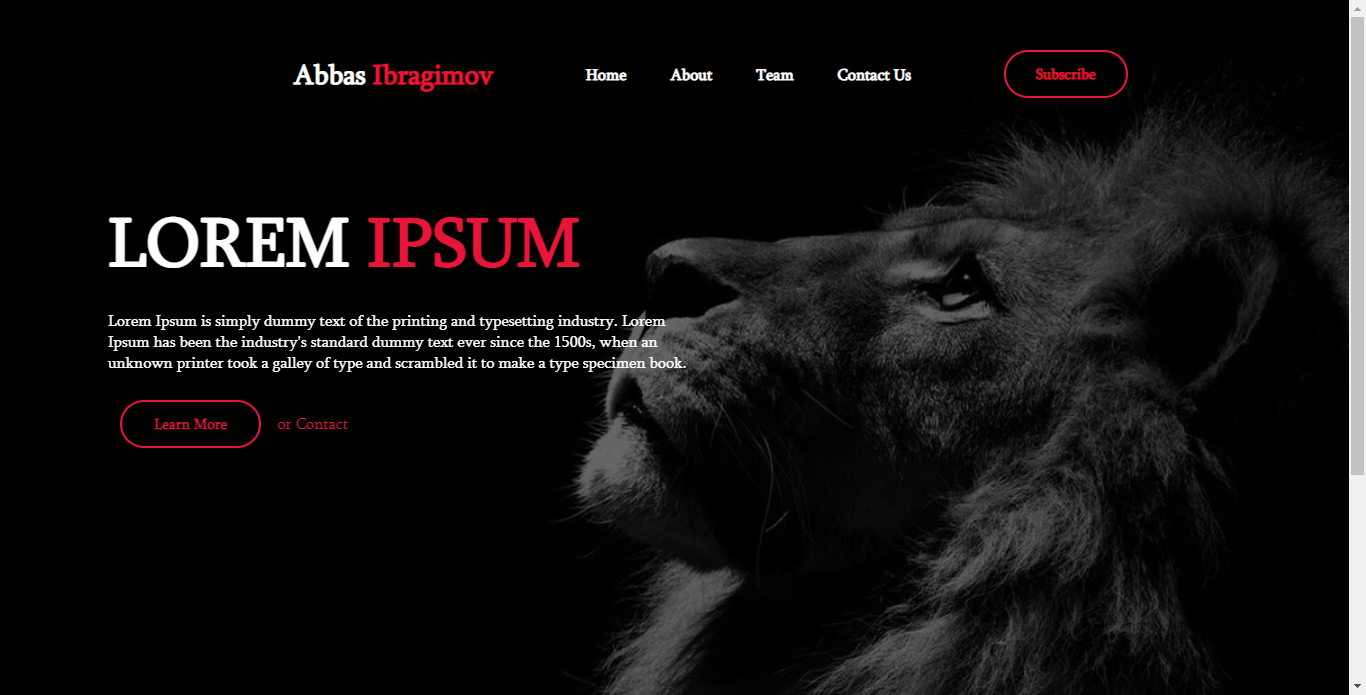 Abbas Ibragimov Home About Team Contact Us Subscribe
LOREM IPSUM
Lorem Ipsum is simply dummy text of the printing and typesetting industry. Lorem
Ipsum has been the industry's standard dummy text ever since the 1500s, when an
unknown printer took a galley of type and scrambled it to make a type specimen book.
Learn More or Contact